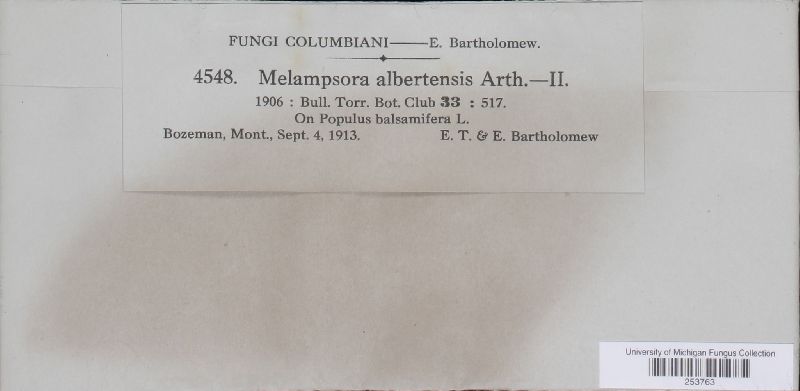 FUNGI COLUMBIANI——E. Bartholomew.
4548. Melampsora albertensis Arth.—II.
1906 : Bull. Torr. Bot. Club 33 : 517.
On Populus balsamifera L.
Bozeman, Mont., Sept. 4, 1913. E. T. & E. Bartholomew
University of Michigan Fungus Collection
253763